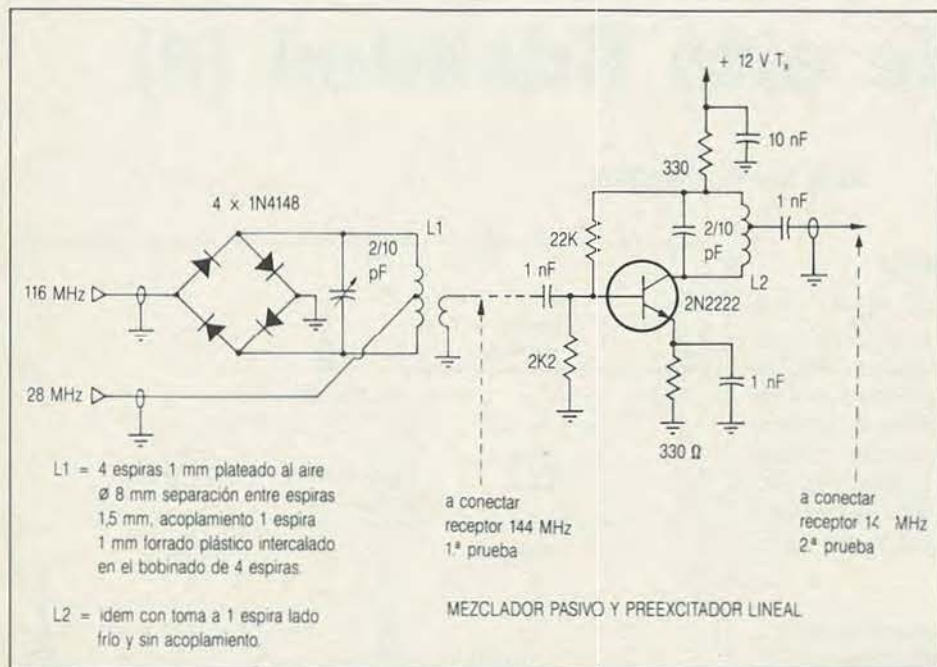 + 12 V Tx
10 nF
330
4 x 1N4148
L1
1 nF
2/10
pF
22K
2/10
pF
1 nF
L2
116 MHz
2N2222
28 MHz
2K2
1 nF
330 Ω
L1 = 4 espiras 1 mm plateado al aire
Ø 8 mm separación entre espiras
1,5 mm, acoplamiento 1 espira
1 mm forrado plástico intercalado
en el bobinado de 4 espiras.
L2 = idem con toma a 1 espira lado
frío y sin acoplamiento.
a conectar
receptor 144 MHz
1.ª prueba
a conectar
receptor 14 MHz
2.ª prueba
MEZCLADOR PASIVO Y PREEXCITADOR LINEAL